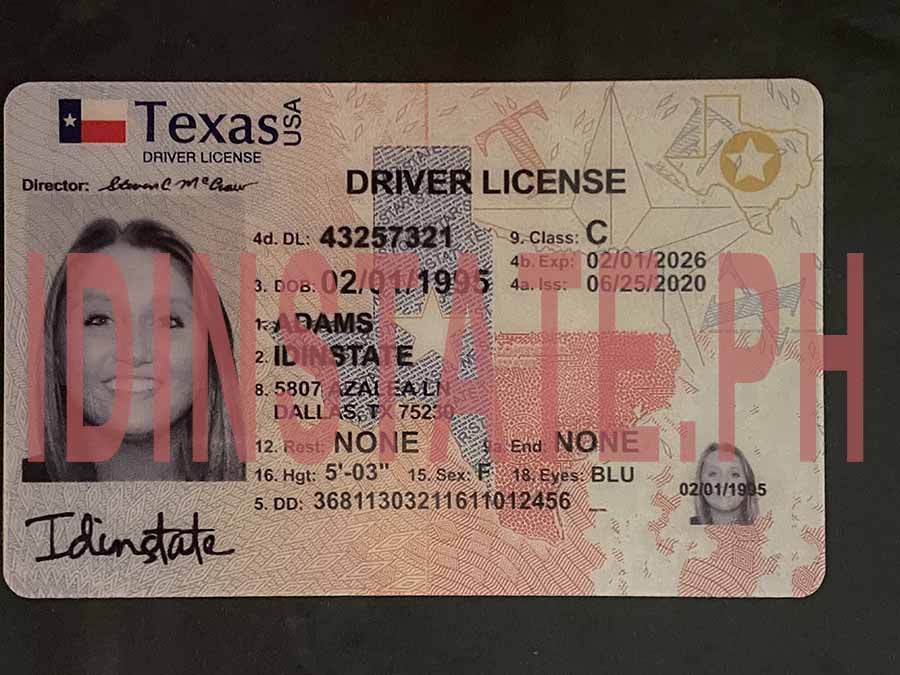 Texas USA
DRIVER LICENSE
Director: Steven C McCraw
DRIVER LICENSE
4d. DL: 43257321
9. Class: C
3. DOB: 02/01/1995
4b. Exp: 02/01/2026
4a. Iss: 06/25/2020
1. ADAMS
2. IDINSTATE
8. 5807 AZALEA LN
DALLAS, TX 75230
12. Rest: NONE
9a. End NONE
16. Hgt: 5'-03" 15. Sex: F 18. Eyes: BLU
5. DD: 36811303211611012456
02/01/1995
Idinstate
IDINSTATE.PH